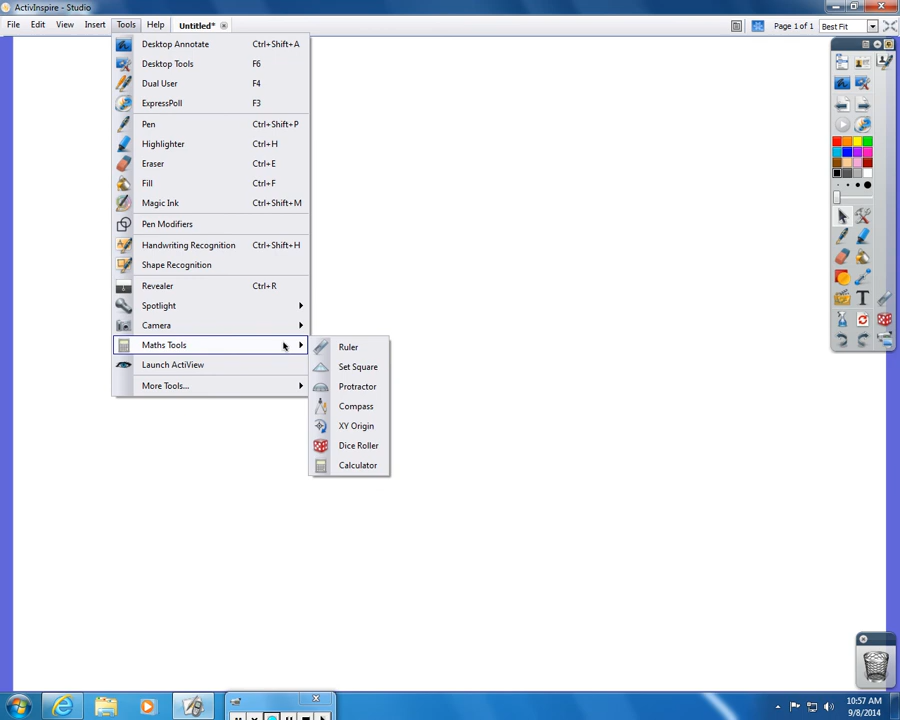 ActivInspire - Studio
File Edit View Insert Tools Help Untitled* Page 1 of 1 Best Fit
Desktop Annotate Ctrl+Shift+A
Desktop Tools F6
Dual User F4
ExpressPoll F3
Pen Ctrl+Shift+P
Highlighter Ctrl+H
Eraser Ctrl+E
Fill Ctrl+F
Magic Ink Ctrl+Shift+M
Pen Modifiers
Handwriting Recognition Ctrl+Shift+H
Shape Recognition
Revealer Ctrl+R
Spotlight
Camera
Maths Tools
Launch ActiView
More Tools...
Ruler
Set Square
Protractor
Compass
XY Origin
Dice Roller
Calculator
T
10:57 AM
9/8/2014